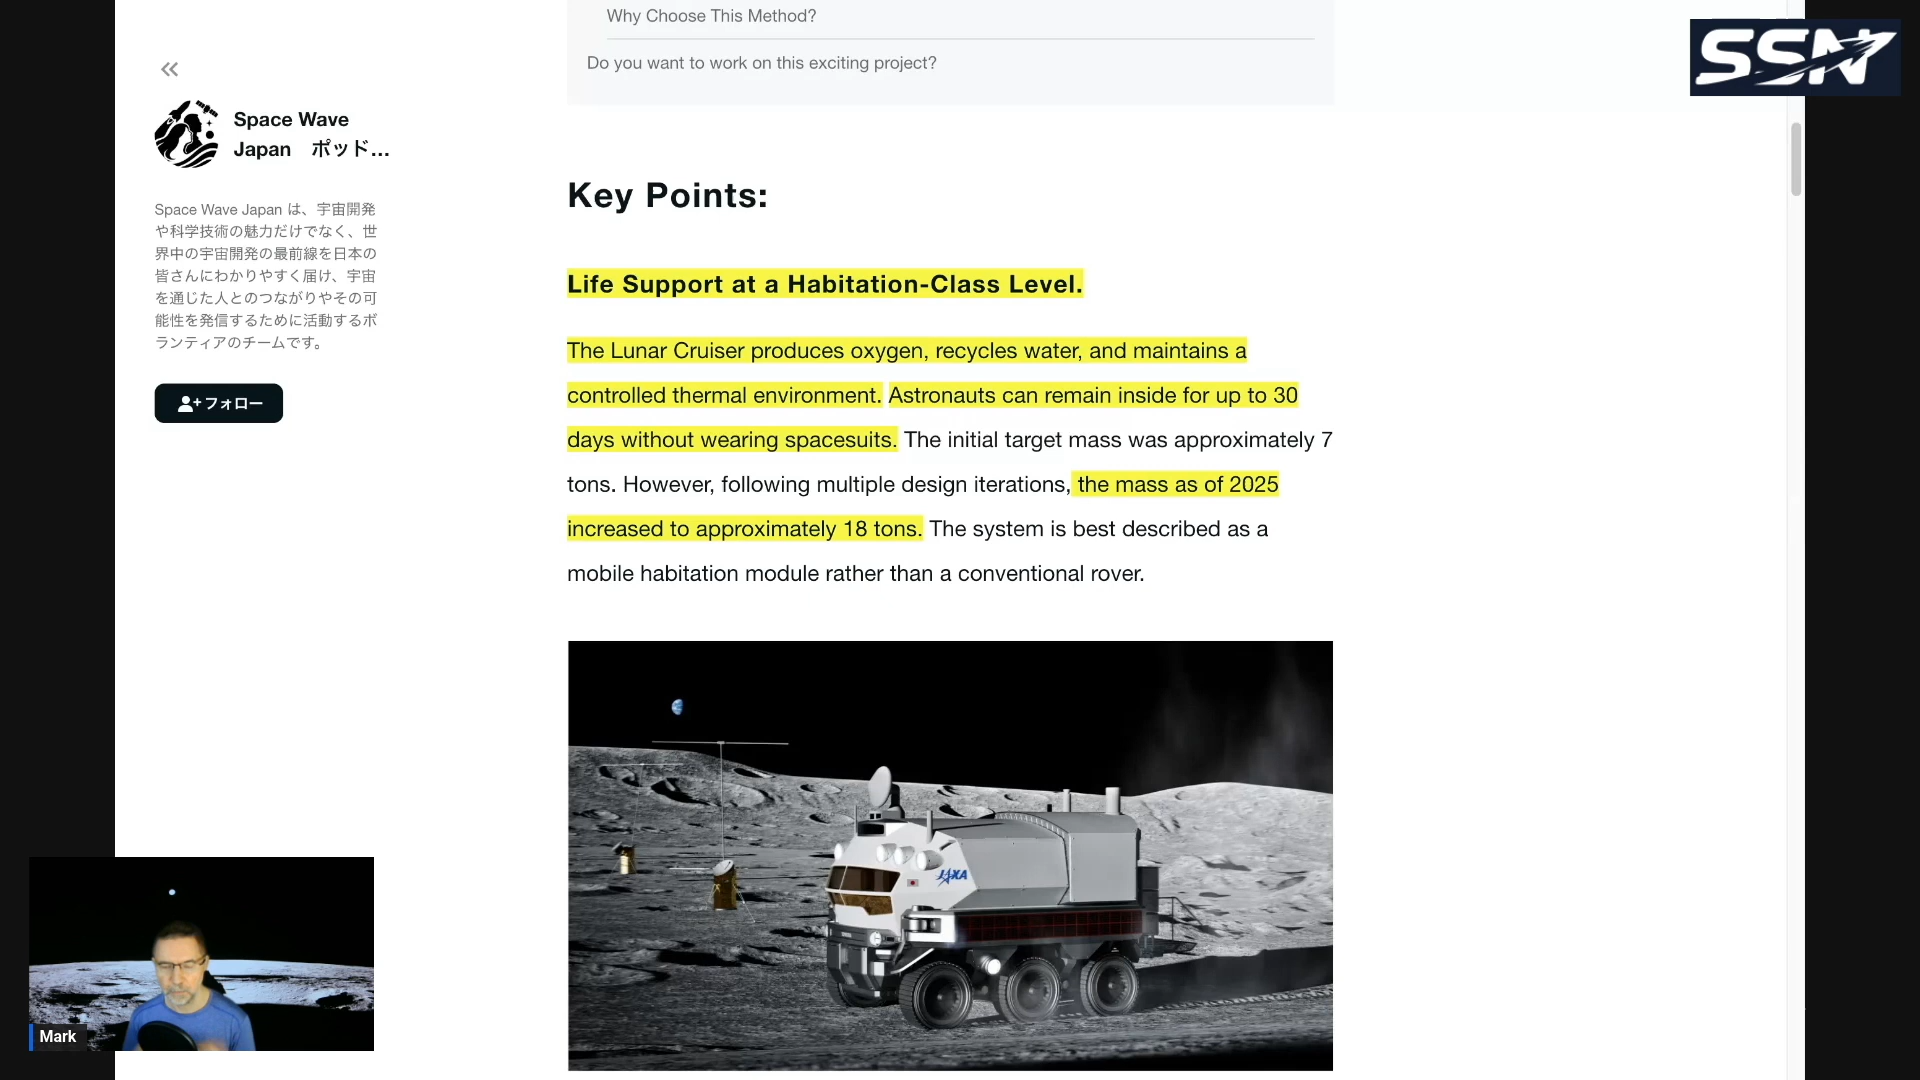 Why Choose This Method?
Do you want to work on this exciting project?
SSN
Space Wave
Japan　ポッド...
Space Wave Japan は、宇宙開発
や科学技術の魅力だけでなく、世
界中の宇宙開発の最前線を日本の
皆さんにわかりやすく届け、宇宙
を通じた人とのつながりやその可
能性を発信するために活動するボ
ランティアのチームです。
フォロー
Key Points:
Life Support at a Habitation-Class Level.
The Lunar Cruiser produces oxygen, recycles water, and maintains a
controlled thermal environment. Astronauts can remain inside for up to 30
days without wearing spacesuits. The initial target mass was approximately 7
tons. However, following multiple design iterations, the mass as of 2025
increased to approximately 18 tons. The system is best described as a
mobile habitation module rather than a conventional rover.
JAXA
Mark